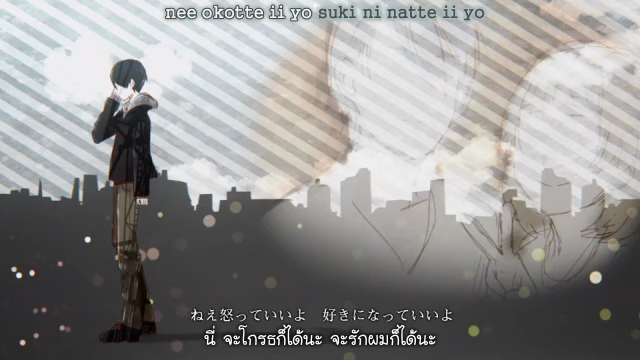 nee okotte ii yo suki ni natte ii yo
ねえ怒っていいよ　好きになっていいよ
นี่ จะโกรธก็ได้นะ จะรักผมก็ได้นะ